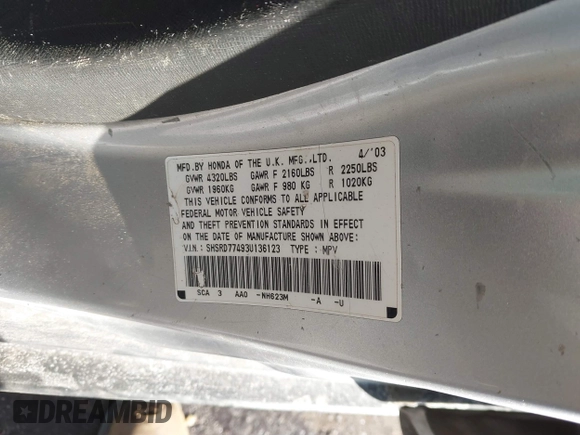 MFD.BY HONDA OF THE U.K. MFG.,LTD. 4/'03
GVWR 4320LBS GAWR F 2160LBS R 2250LBS
GVWR 1960KG GAWR F 980 KG R 1020KG
THIS VEHICLE CONFORMS TO ALL APPLICABLE
FEDERAL MOTOR VEHICLE SAFETY
AND THEFT PREVENTION STANDARDS IN EFFECT
ON THE DATE OF MANUFACTURE SHOWN ABOVE:
V.I.N.: SHSRD77493U136123 TYPE : MPV
SCA 3 AAO -NH623M -A -U
DREAMBID